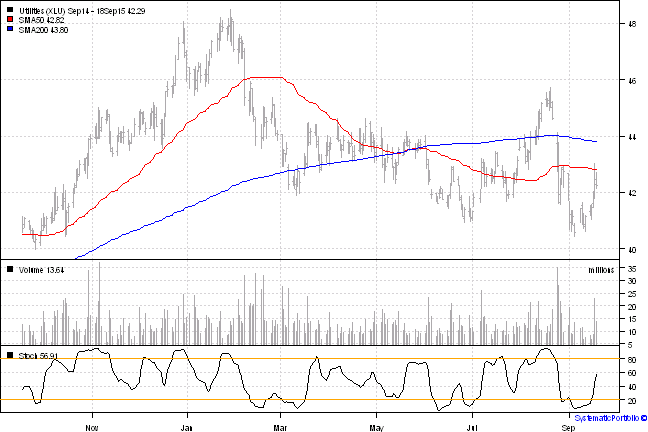 Utilities (XLU) Sep14 - 18Sep15 42.29
SMA50 42.82
SMA200 43.80
48
46
44
42
40
Volume 13.64
millions
35
30
25
20
15
10
5
Stoch 56.91
80
60
40
20
Nov Jan Mar May Jul Sep
SystematicPortfolio ©